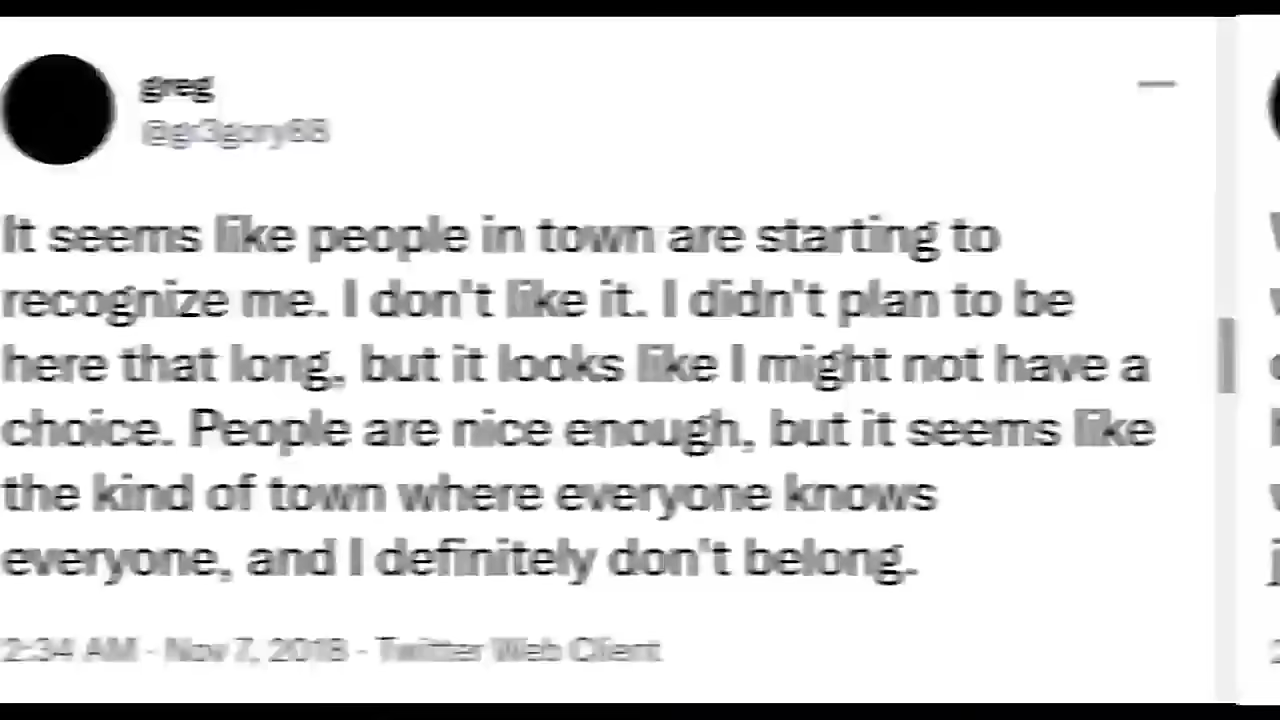 greg
It seems like people in town are starting to
recognize me. I don't like it. I didn't plan to be
here that long, but it looks like I might not have a
choice. People are nice enough, but it seems like
the kind of town where everyone knows
everyone, and I definitely don't belong.
2:34 AM · Nov 7, 2018 · Twitter Web Client